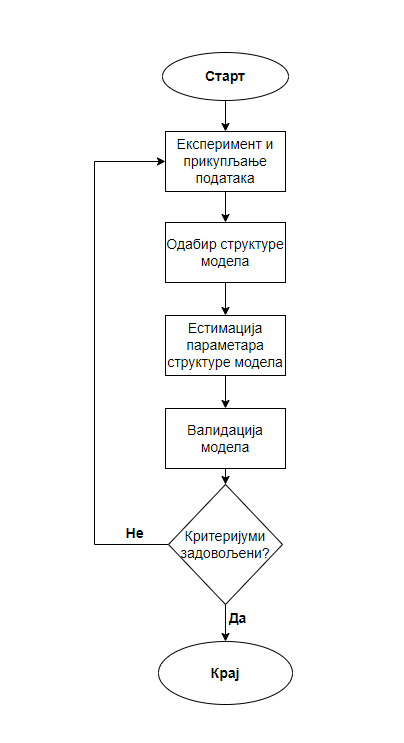 Старт
Експеримент и
прикупљање
података
Одабир структуре
модела
Естимација
параметара
структуре модела
Валидација
модела
Критеријуми
задовољени?
Не
Да
Крај